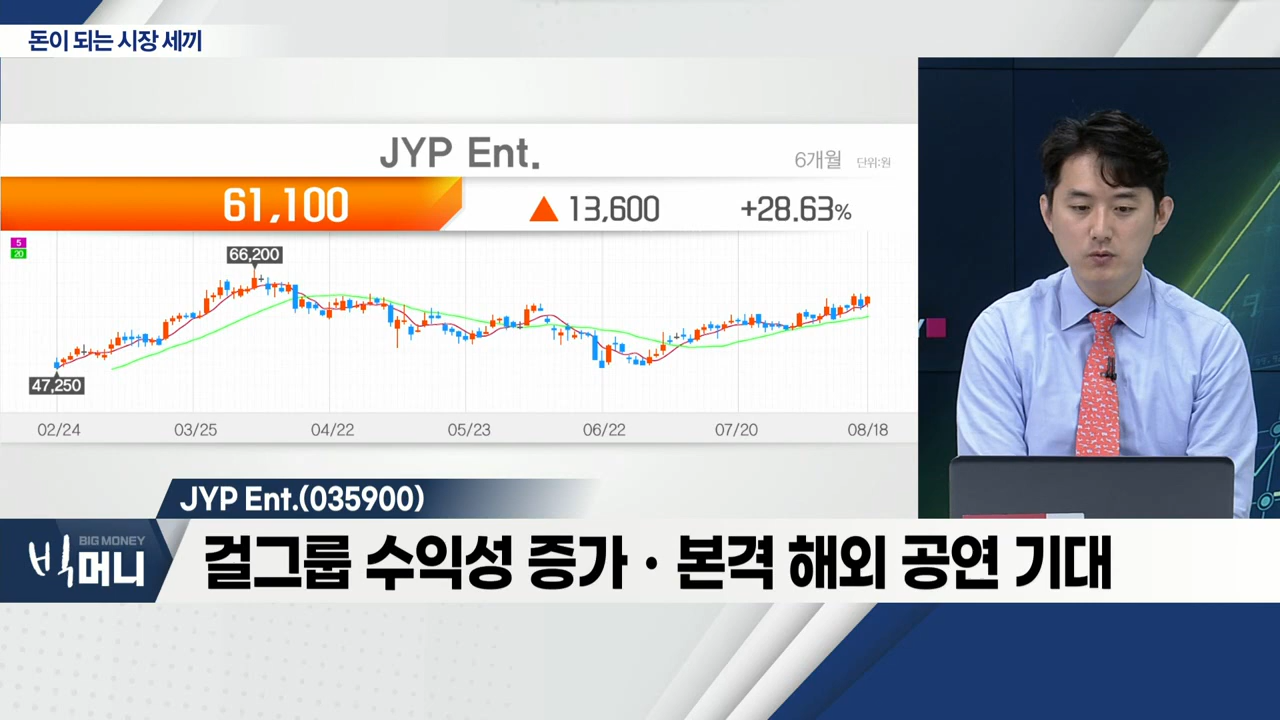 돈이 되는 시장 세끼
JYP Ent.
6개월 단위:원
61,100 ▲ 13,600 +28.63%
5
20
66,200
47,250
02/24 03/25 04/22 05/23 06/22 07/20 08/18
JYP Ent.(035900)
BIG MONEY
빅머니
걸그룹 수익성 증가·본격 해외 공연 기대